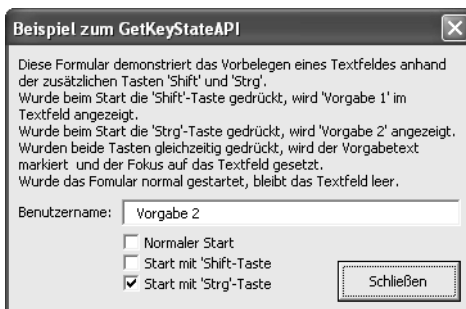 Beispiel zum GetKeyStateAPI
Diese Formular demonstriert das Vorbelegen eines Textfeldes anhand
der zusätzlichen Tasten 'Shift' und 'Strg'.
Wurde beim Start die 'Shift'-Taste gedrückt, wird 'Vorgabe 1' im
Textfeld angezeigt.
Wurde beim Start die 'Strg'-Taste gedrückt, wird 'Vorgabe 2' angezeigt.
Wurden beide Tasten gleichzeitig gedrückt, wird der Vorgabetext
markiert und der Fokus auf das Textfeld gesetzt.
Wurde das Fomular normal gestartet, bleibt das Textfeld leer.
Benutzername: Vorgabe 2
Normaler Start
Start mit 'Shift-Taste
Start mit 'Strg'-Taste
Schließen